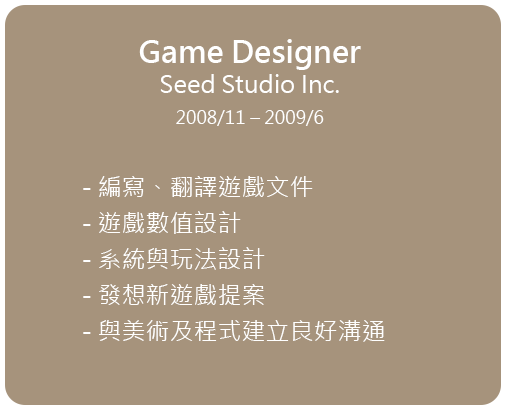 Game Designer
Seed Studio Inc.
2008/11 – 2009/6
- 編寫、翻譯遊戲文件
- 遊戲數值設計
- 系統與玩法設計
- 發想新遊戲提案
- 與美術及程式建立良好溝通